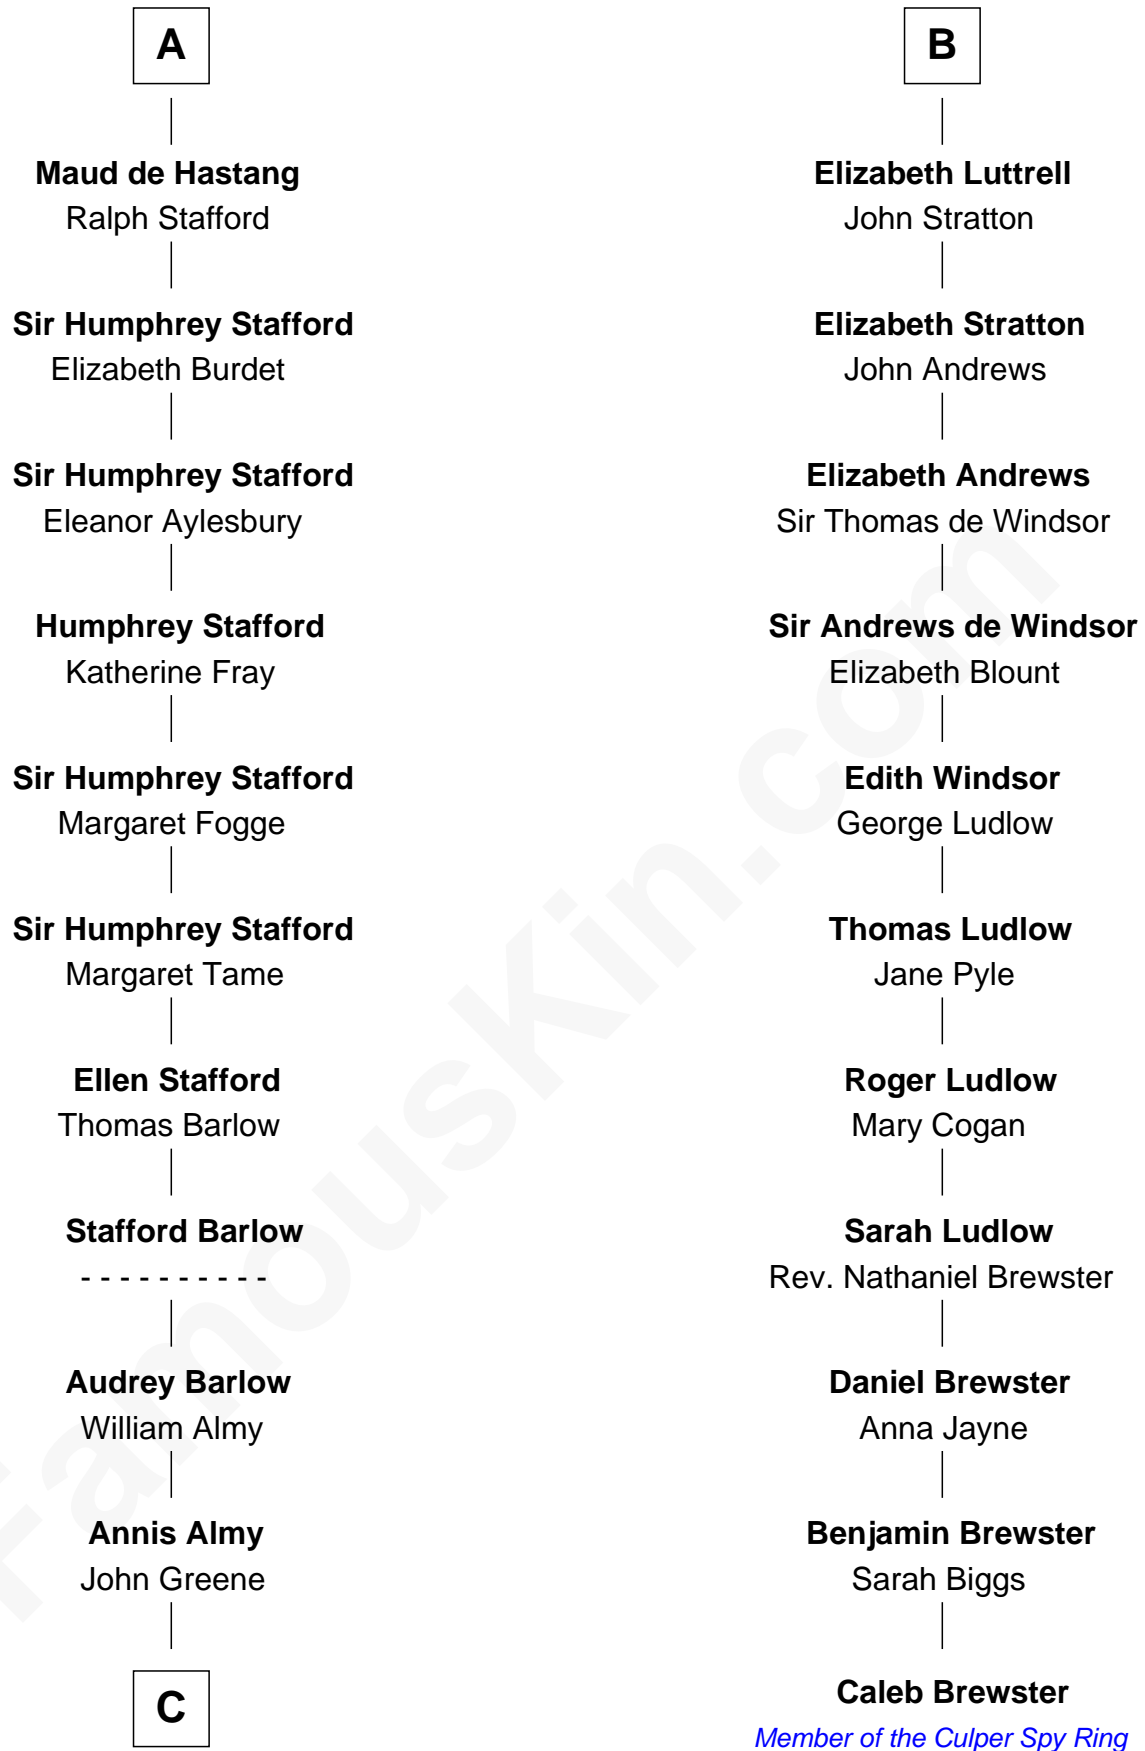 A
Maud de Hastang
Ralph Stafford
Sir Humphrey Stafford
Elizabeth Burdet
Sir Humphrey Stafford
Eleanor Aylesbury
Humphrey Stafford
Katherine Fray
Sir Humphrey Stafford
Margaret Fogge
Sir Humphrey Stafford
Margaret Tame
Ellen Stafford
Thomas Barlow
Stafford Barlow
- - - - - - - - - -
Audrey Barlow
William Almy
Annis Almy
John Greene
C
B
Elizabeth Luttrell
John Stratton
Elizabeth Stratton
John Andrews
Elizabeth Andrews
Sir Thomas de Windsor
Sir Andrews de Windsor
Elizabeth Blount
Edith Windsor
George Ludlow
Thomas Ludlow
Jane Pyle
Roger Ludlow
Mary Cogan
Sarah Ludlow
Rev. Nathaniel Brewster
Daniel Brewster
Anna Jayne
Benjamin Brewster
Sarah Biggs
Caleb Brewster
Member of the Culper Spy Ring
FamousKin.com